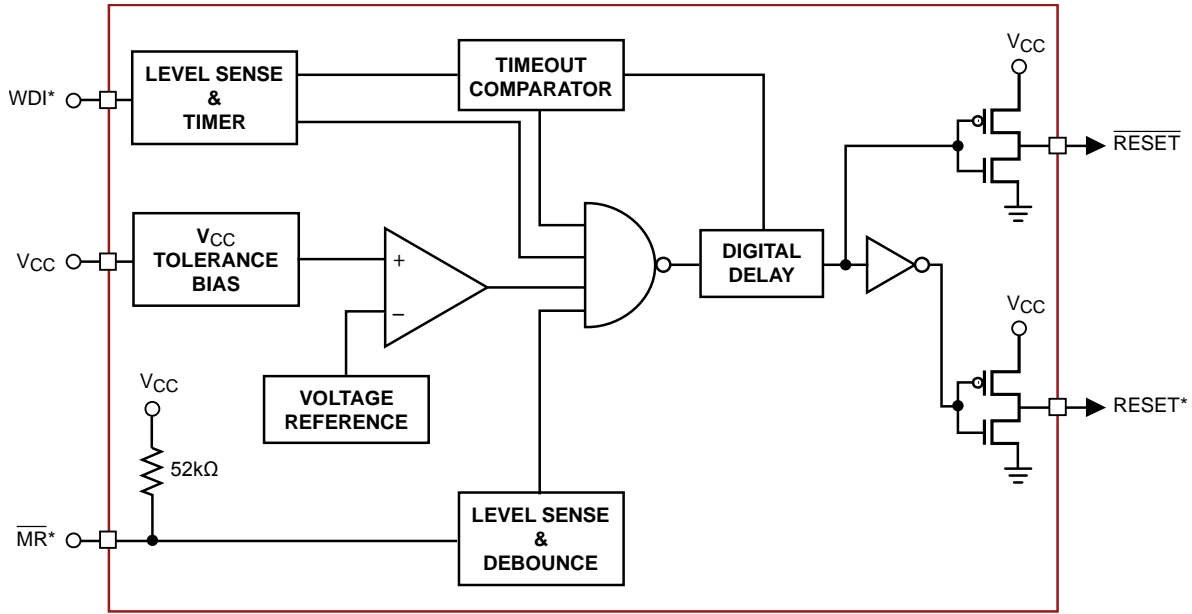 WDI*
LEVEL SENSE
&
TIMER
TIMEOUT
COMPARATOR
VCC
RESET
VCC
VCC
TOLERANCE
BIAS
+
−
DIGITAL
DELAY
VCC
VOLTAGE
REFERENCE
VCC
52kΩ
RESET*
MR*
LEVEL SENSE
&
DEBOUNCE